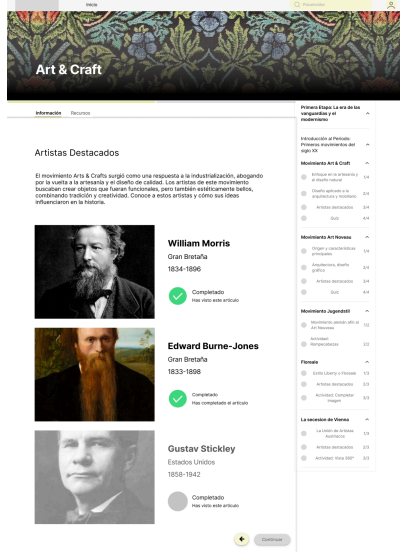 Inicio
Art & Craft
Información
Recursos
Artistas Destacados
El movimiento Arts & Crafts surgió como una respuesta a la industrialización, abogando
por la vuelta a la artesanía y el diseño de calidad. Los artistas de este movimiento
buscaban crear objetos que fueran funcionales, pero también estéticamente bellos,
combinando tradición y creatividad. Conoce a estos artistas y cómo sus ideas
influenciaron en la historia.
William Morris
Gran Bretaña
1834-1896
Completado
Has visto este artículo
Edward Burne-Jones
Gran Bretaña
1833-1898
Completado
Has completado el artículo
Gustav Stickley
Estados Unidos
1858-1942
Completado
Has visto este artículo
Continuar
Primera Etapa: La era de las
vanguardias y el
modernismo
Introducción al Periodo:
Primeros movimientos del
siglo XX
Movimiento Art & Craft
Enfoque en la artesanía y
el diseño natural
1/4
Diseño aplicado a la
arquitectura y mobiliario
2/4
Artistas destacados
3/4
Quiz
4/4
Movimiento Art Noveau
Origen y características
principales
1/4
Arquitectura, diseño
gráfico
2/4
Artistas destacados
3/4
Quiz
4/4
Movimiento Jugendstil
Movimiento alemán afín al
Art Nouveau
1/2
Actividad:
Rompecabezas
2/2
Floreale
Estilo Liberty o Floreale
1/3
Artistas destacados
2/3
Actividad: Completar
imagen
3/3
La secesion de Vienna
La Unión de Artistas
Austríacos
1/3
Artistas destacados
2/3
Actividad: Vista 360°
3/3